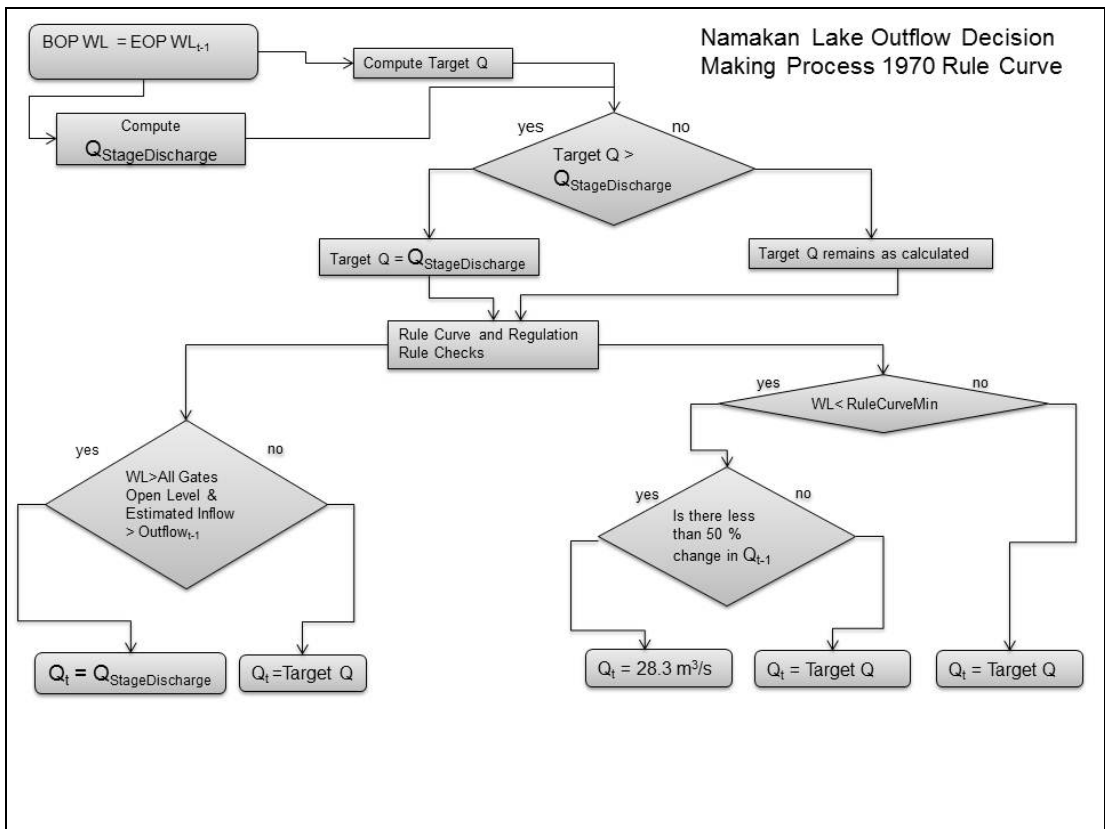 Namakan Lake Outflow Decision
Making Process 1970 Rule Curve
BOP WL = EOP WLt-1
Compute Target Q
Compute
QStageDischarge
yes
no
Target Q >
QStageDischarge
Target Q = QStageDischarge
Target Q remains as calculated
Rule Curve and Regulation
Rule Checks
yes
no
WL< RuleCurveMin
yes
no
WL>All Gates
Open Level &
Estimated Inflow
> Outflowt-1
yes
no
Is there less
than 50 %
change in Qt-1
Qt = QStageDischarge
Qt =Target Q
Qt = 28.3 m³/s
Qt = Target Q
Qt = Target Q